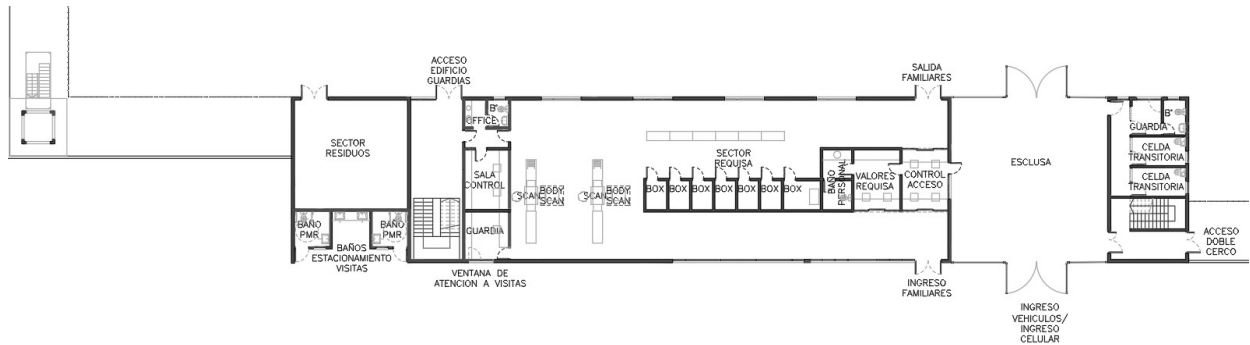 ACCESO
EDIFICIO
GUARDIAS
SALIDA
FAMILIARES
SECTOR
RESIDUOS
OFFICE
B°
SALA
CONTROL
GUARDIA
SCAN
BODY
SCAN
SCAN
BODY
SCAN
SECTOR
REQUISA
BOX
BOX
BOX
BOX
BOX
BOX
BOX
BAÑO
PERSONAL
VALORES
REQUISA
CONTROL
ACCESO
ESCLUSA
GUARDIA
B°
CELDA
TRANSITORIA
CELDA
TRANSITORIA
BAÑO
PMR
BAÑO
PMR
BAÑOS
ESTACIONAMIENTO
VISITAS
VENTANA DE
ATENCION A VISITAS
INGRESO
FAMILIARES
ACCESO
DOBLE
CERCO
INGRESO
VEHICULOS/
INGRESO
CELULAR